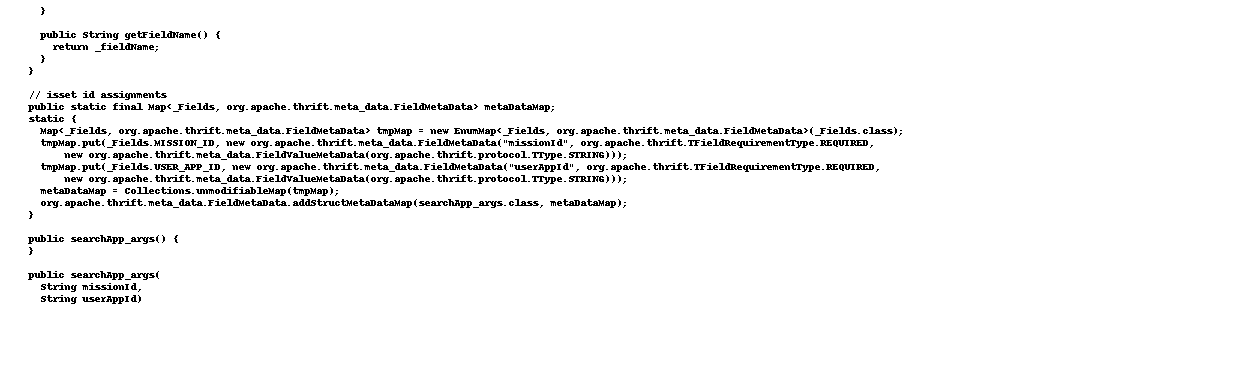 }
public String getFieldName() {
return _fieldName;
}
}
// isset id assignments
public static final Map<_Fields, org.apache.thrift.meta_data.FieldMetaData> metaDataMap;
static {
Map<_Fields, org.apache.thrift.meta_data.FieldMetaData> tmpMap = new EnumMap<_Fields, org.apache.thrift.meta_data.FieldMetaData>(_Fields.class);
tmpMap.put(_Fields.MISSION_ID, new org.apache.thrift.meta_data.FieldMetaData("missionId", org.apache.thrift.TFieldRequirementType.REQUIRED,
new org.apache.thrift.meta_data.FieldValueMetaData(org.apache.thrift.protocol.TType.STRING)));
tmpMap.put(_Fields.USER_APP_ID, new org.apache.thrift.meta_data.FieldMetaData("userAppId", org.apache.thrift.TFieldRequirementType.REQUIRED,
new org.apache.thrift.meta_data.FieldValueMetaData(org.apache.thrift.protocol.TType.STRING)));
metaDataMap = Collections.unmodifiableMap(tmpMap);
org.apache.thrift.meta_data.FieldMetaData.addStructMetaDataMap(searchApp_args.class, metaDataMap);
}
public searchApp_args() {
}
public searchApp_args(
String missionId,
String userAppId)